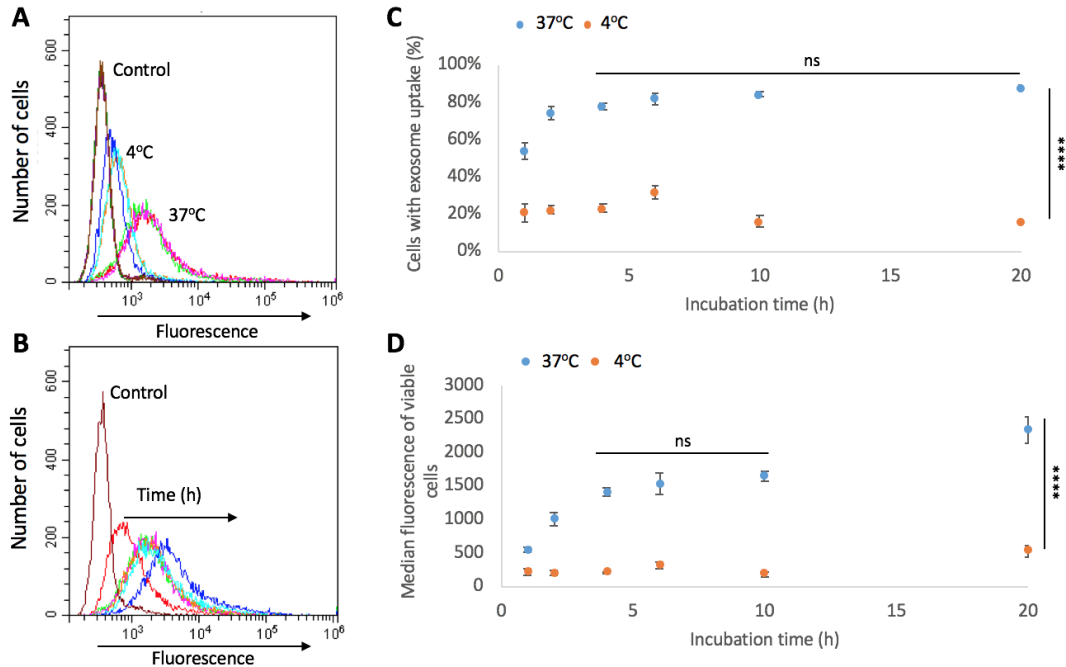 A
Number of cells
600
400
200
0
Control
4°C
37°C
10³ 10⁴ 10⁵ 10⁶
Fluorescence
B
Number of cells
600
400
200
0
Control
Time (h)
10³ 10⁴ 10⁵ 10⁶
Fluorescence
C
37°C 4°C
Cells with exosome uptake (%)
100%
80%
60%
40%
20%
0%
ns
****
0 5 10 15 20
Incubation time (h)
D
37°C 4°C
Median fluorescence of viable
cells
3000
2500
2000
1500
1000
500
0
ns
****
0 5 10 15 20
Incubation time (h)